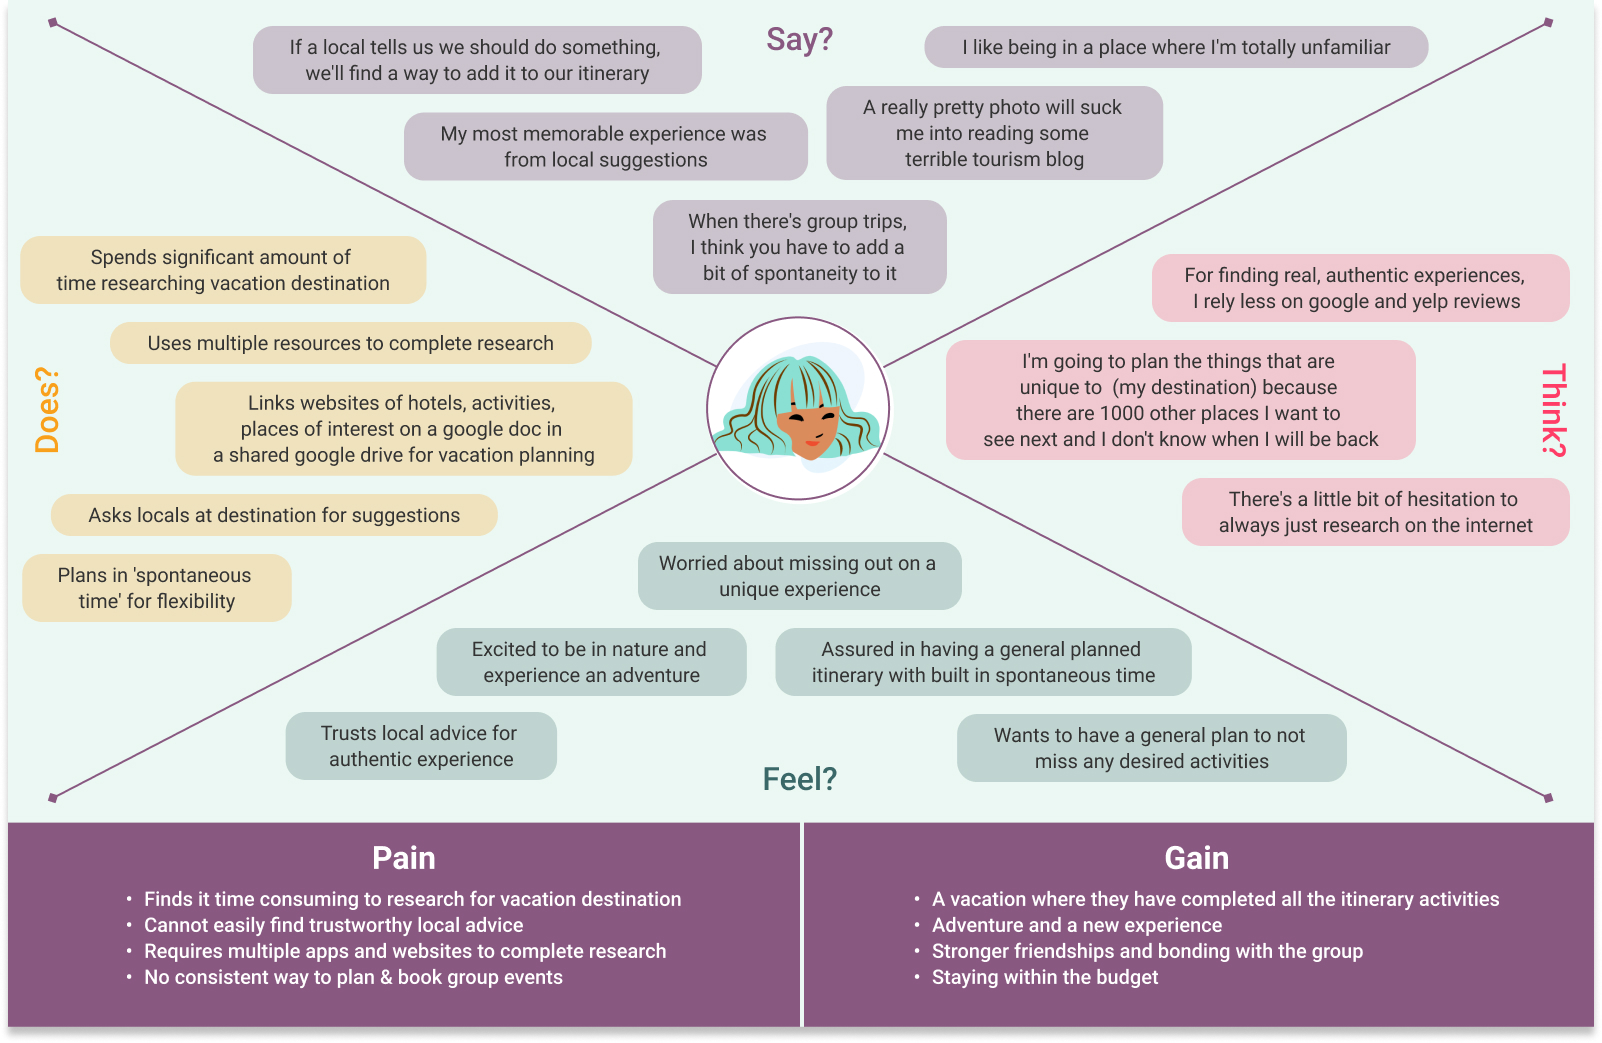 Say?
If a local tells us we should do something,
we'll find a way to add it to our itinerary
I like being in a place where I'm totally unfamiliar
My most memorable experience was
from local suggestions
A really pretty photo will suck
me into reading some
terrible tourism blog
When there's group trips,
I think you have to add a
bit of spontaneity to it
Does?
Spends significant amount of
time researching vacation destination
Uses multiple resources to complete research
Links websites of hotels, activities,
places of interest on a google doc in
a shared google drive for vacation planning
Asks locals at destination for suggestions
Plans in 'spontaneous
time' for flexibility
Think?
For finding real, authentic experiences,
I rely less on google and yelp reviews
I'm going to plan the things that are
unique to  (my destination) because
there are 1000 other places I want to
see next and I don't know when I will be back
There's a little bit of hesitation to
always just research on the internet
Worried about missing out on a
unique experience
Excited to be in nature and
experience an adventure
Assured in having a general planned
itinerary with built in spontaneous time
Trusts local advice for
authentic experience
Wants to have a general plan to not
miss any desired activities
Feel?
Pain
• Finds it time consuming to research for vacation destination
• Cannot easily find trustworthy local advice
• Requires multiple apps and websites to complete research
• No consistent way to plan & book group events
Gain
• A vacation where they have completed all the itinerary activities
• Adventure and a new experience
• Stronger friendships and bonding with the group
• Staying within the budget